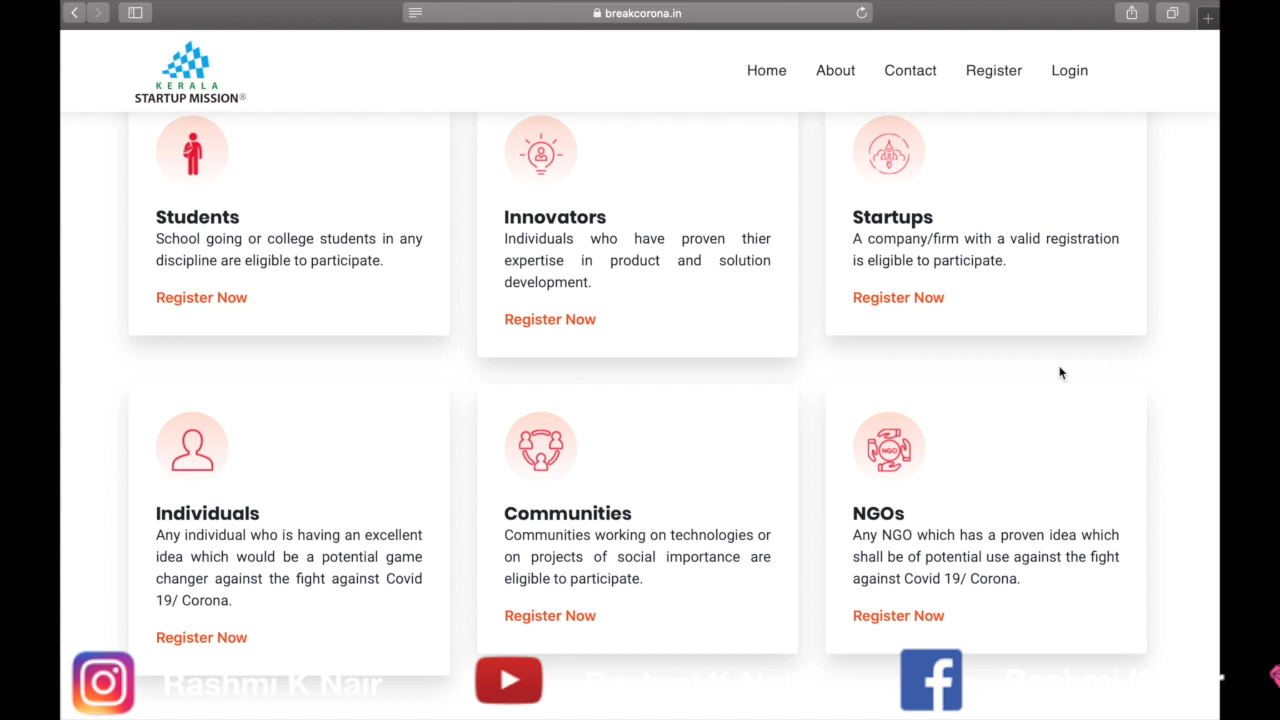 breakcorona.in
KERALA
STARTUP MISSION®
Home About Contact Register Login
Students
School going or college students in any
discipline are eligible to participate.
Register Now
Innovators
Individuals who have proven thier
expertise in product and solution
development.
Register Now
Startups
A company/firm with a valid registration
is eligible to participate.
Register Now
Individuals
Any individual who is having an excellent
idea which would be a potential game
changer against the fight against Covid
19/ Corona.
Register Now
Communities
Communities working on technologies or
on projects of social importance are
eligible to participate.
Register Now
NGO
NGOs
Any NGO which has a proven idea which
shall be of potential use against the fight
against Covid 19/ Corona.
Register Now
Rashmi K Nair